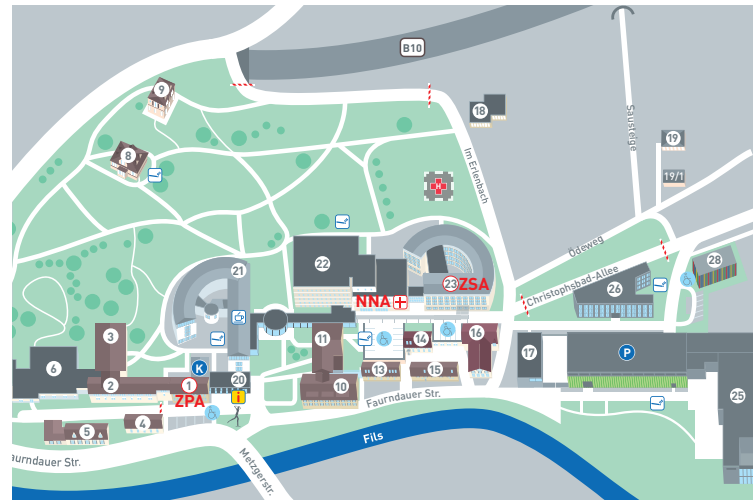 B10
9
18
Sausteige
8
19
Im Erlenbach
19/1
H
Ödeweg
28
21
22
23 ZSA
Christophsbad-Allee
26
NNA
3
11
14
16
17
P
6
K
13
15
2
1
20
10
25
ZPA
i
Faurndauer Str.
4
5
Fils
aurndauer Str.
Metzgerstr.